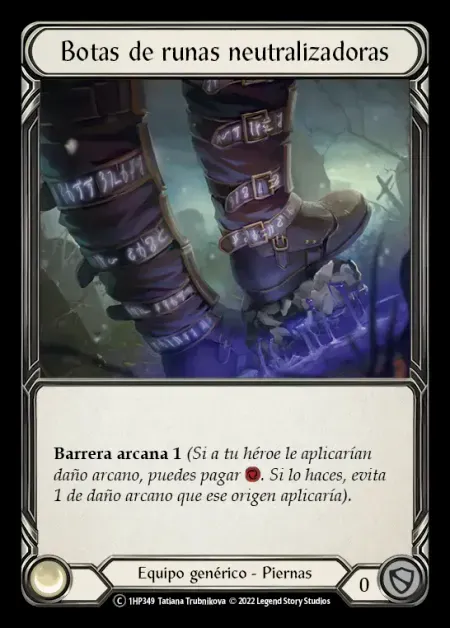 Botas de runas neutralizadoras
Barrera arcana 1 (Si a tu héroe le aplicarían
daño arcano, puedes pagar. Si lo haces, evita
1 de daño arcano que ese origen aplicaría).
Equipo genérico - Piernas
0
C 1HP349 Tatiana Trubnikova © 2022 Legend Story Studios